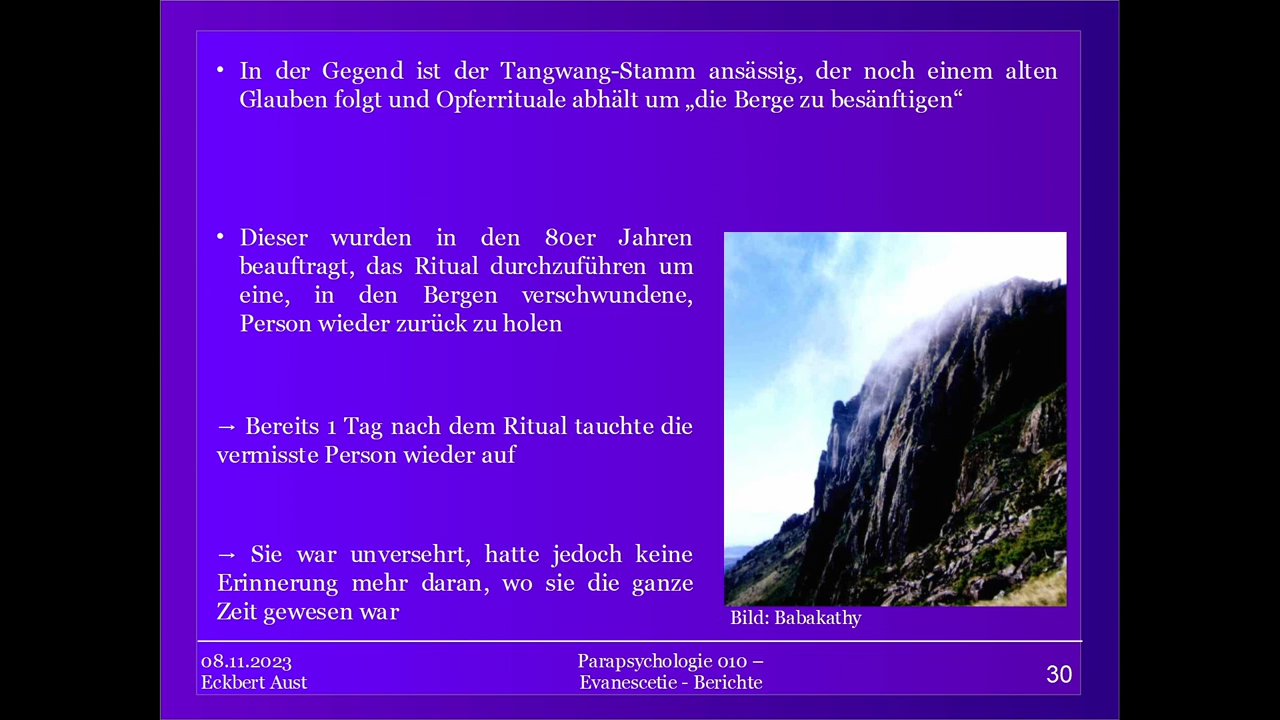 • In der Gegend ist der Tangwang-Stamm ansässig, der noch einem alten
Glauben folgt und Opferrituale abhält um „die Berge zu besänftigen“
• Dieser wurden in den 80er Jahren
beauftragt, das Ritual durchzuführen um
eine, in den Bergen verschwundene,
Person wieder zurück zu holen
→ Bereits 1 Tag nach dem Ritual tauchte die
vermisste Person wieder auf
→ Sie war unversehrt, hatte jedoch keine
Erinnerung mehr daran, wo sie die ganze
Zeit gewesen war
Bild: Babakathy
08.11.2023
Eckbert Aust
Parapsychologie 010 –
Evanescetie - Berichte
30